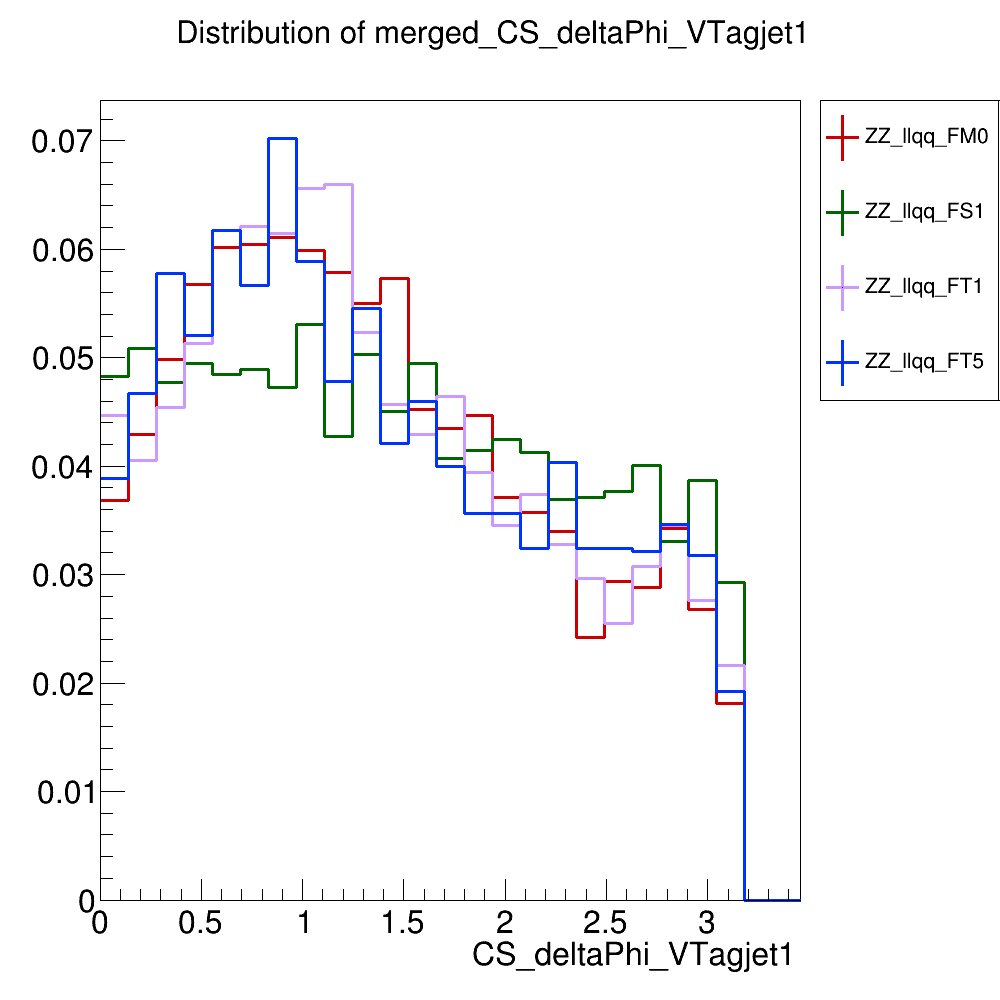 Distribution of merged_CS_deltaPhi_VTagjet1
0.07
0.06
0.05
0.04
0.03
0.02
0.01
0
0 0.5 1 1.5 2 2.5 3
CS_deltaPhi_VTagjet1
ZZ_llqq_FM0
ZZ_llqq_FS1
ZZ_llqq_FT1
ZZ_llqq_FT5